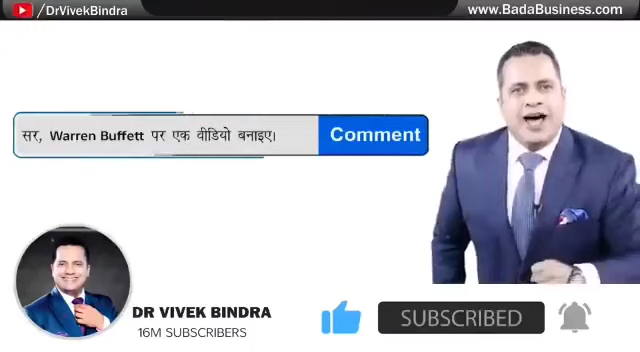 /DrVivekBindra
www.BadaBusiness.com
सर, Warren Buffett पर एक वीडियो बनाइए।
Comment
DR VIVEK BINDRA
16M SUBSCRIBERS
SUBSCRIBED